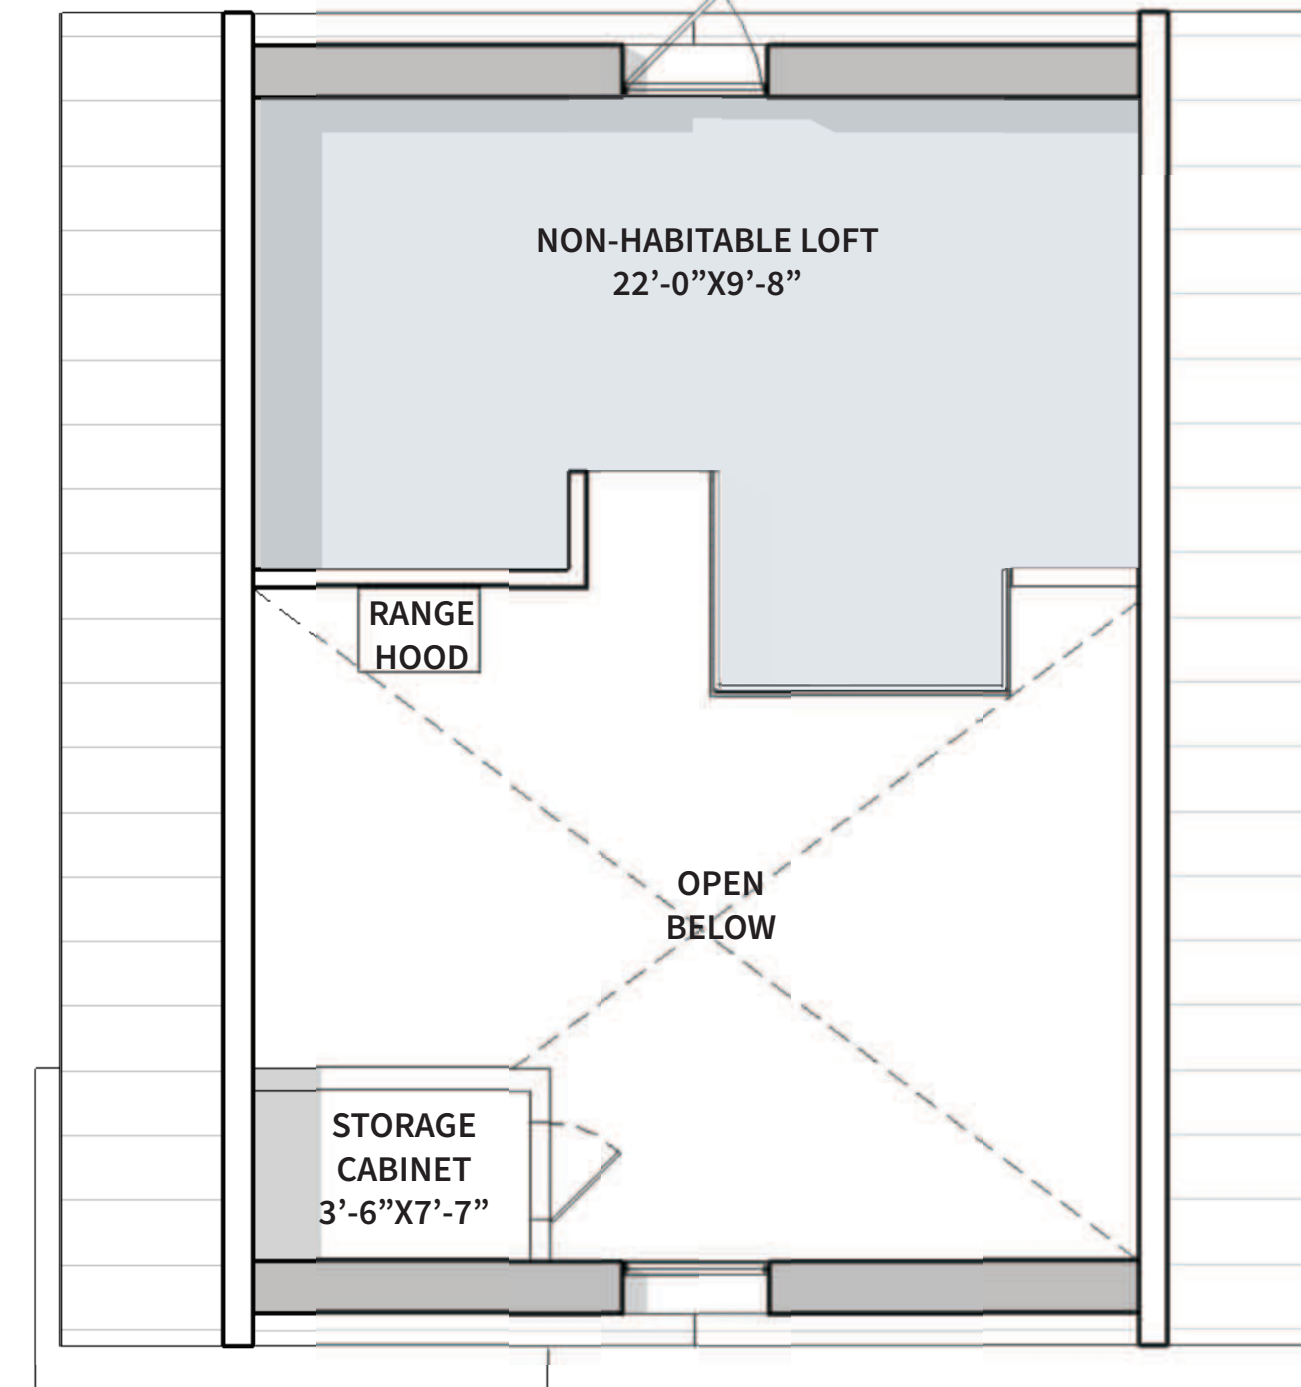 NON-HABITABLE LOFT
22’-0”X9’-8”
RANGE
HOOD
OPEN
BELOW
STORAGE
CABINET
3’-6”X7’-7”